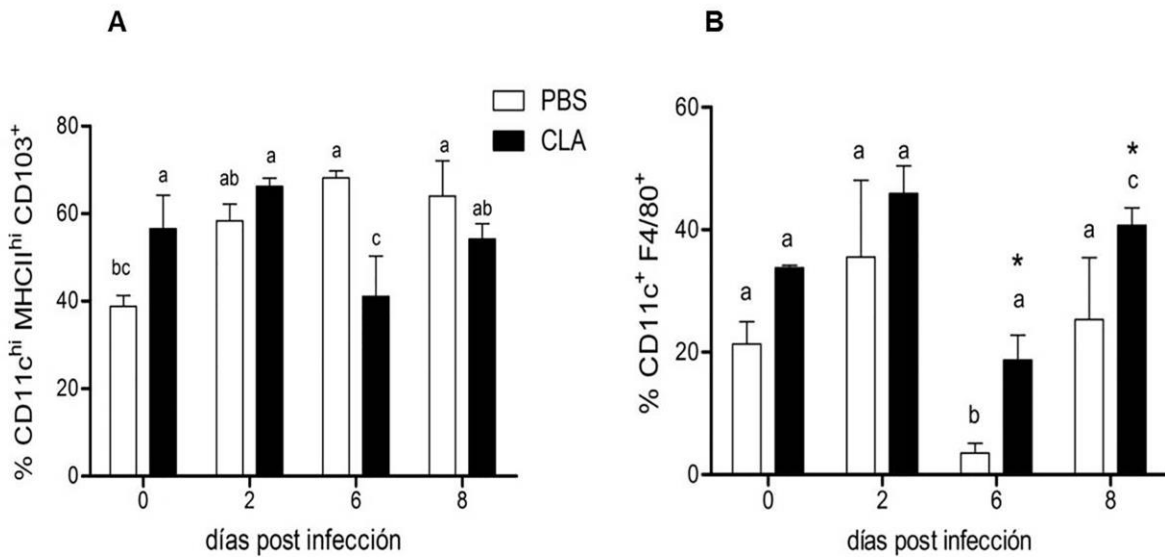 A
B
PBS
CLA
% CD11c^hi MHCII^hi CD103^+
80
60
40
20
0
bc
a
ab
a
a
c
a
ab
0 2 6 8
días post infección
% CD11c^+ F4/80^+
60
40
20
0
a
a
a
a
b
*
a
a
*
c
0 2 6 8
días post infección